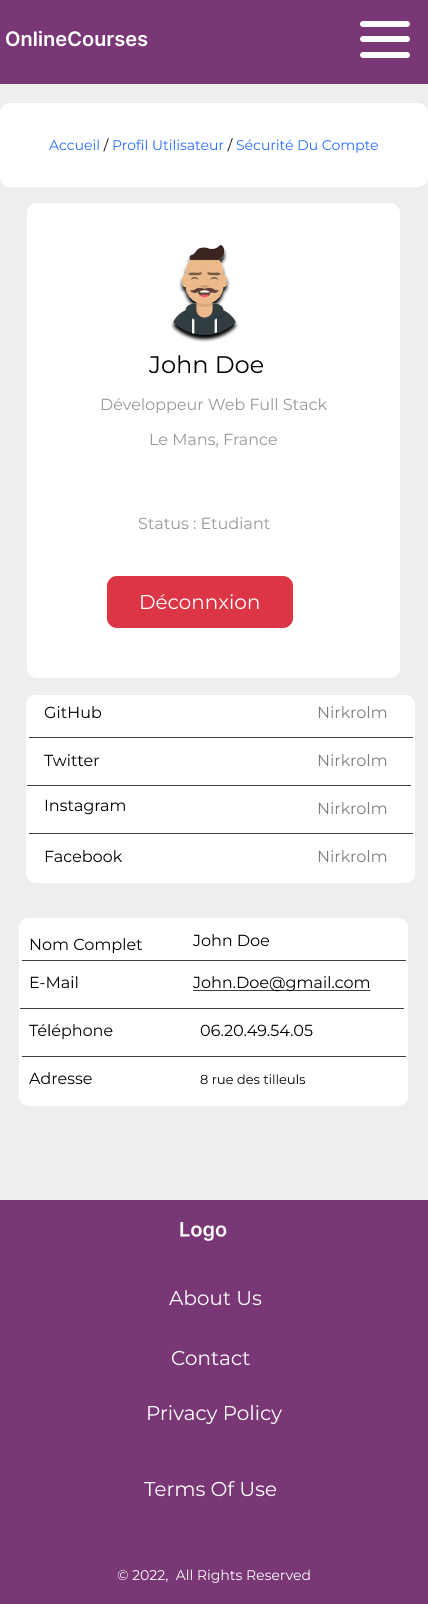 OnlineCourses
Accueil / Profil Utilisateur / Sécurité Du Compte
John Doe
Développeur Web Full Stack
Le Mans, France
Status : Etudiant
Déconnxion
GitHub Nirkrolm
Twitter Nirkrolm
Instagram Nirkrolm
Facebook Nirkrolm
Nom Complet John Doe
E-Mail John.Doe@gmail.com
Téléphone 06.20.49.54.05
Adresse 8 rue des tilleuls
Logo
About Us
Contact
Privacy Policy
Terms Of Use
© 2022, All Rights Reserved